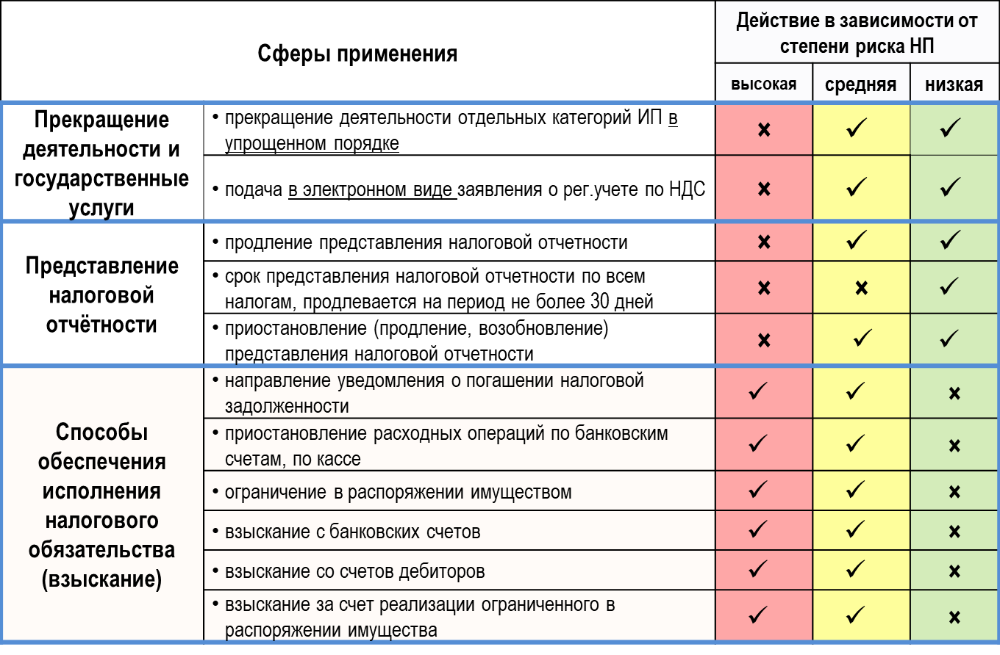 Сферы применения
Действие в зависимости от
степени риска НП
высокая
средняя
низкая
Прекращение
деятельности и
государственные
услуги
• прекращение деятельности отдельных категорий ИП в
упрощенном порядке
✕ ✓ ✓
• подача в электронном виде заявления о рег.учете по НДС
✕ ✓ ✓
Представление
налоговой
отчётности
• продление представления налоговой отчетности
✕ ✓ ✓
• срок представления налоговой отчетности по всем
налогам, продлевается на период не более 30 дней
✕ ✕ ✓
• приостановление (продление, возобновление)
представления налоговой отчетности
✕ ✓ ✓
Способы
обеспечения
исполнения
налогового
обязательства
(взыскание)
• направление уведомления о погашении налоговой
задолженности
✓ ✓ ✕
• приостановление расходных операций по банковским
счетам, по кассе
✓ ✓ ✕
• ограничение в распоряжении имуществом
✓ ✓ ✕
• взыскание с банковских счетов
✓ ✓ ✕
• взыскание со счетов дебиторов
✓ ✓ ✕
• взыскание за счет реализации ограниченного в
распоряжении имущества
✓ ✓ ✕